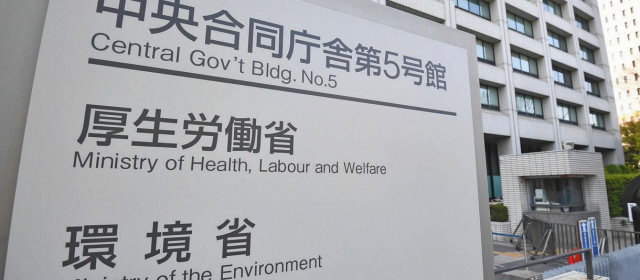 中央合同庁舎第5号館
Central Gov't Bldg. No.5
厚生労働省
Ministry of Health, Labour and Welfare
環境省
Ministry of the Environment